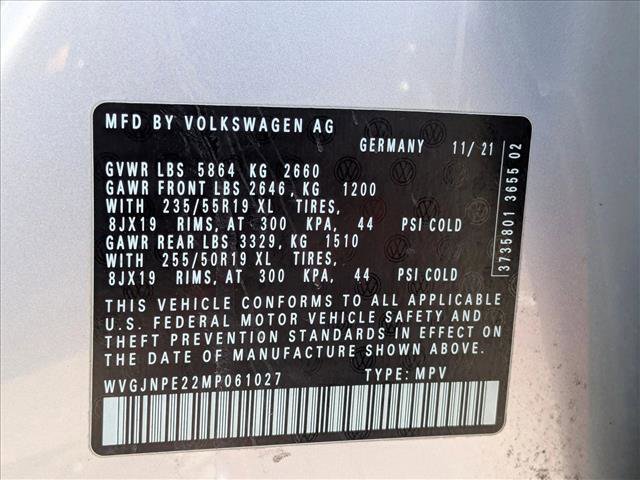 MFD BY VOLKSWAGEN AG
GERMANY 11/21
GVWR LBS 5864 KG 2660
GAWR FRONT LBS 2646, KG 1200
WITH 235/55R19 XL TIRES,
8JX19 RIMS, AT 300 KPA, 44 PSI COLD
GAWR REAR LBS 3329, KG 1510
WITH 255/50R19 XL TIRES,
8JX19 RIMS, AT 300 KPA, 44 PSI COLD
THIS VEHICLE CONFORMS TO ALL APPLICABLE
U.S. FEDERAL MOTOR VEHICLE SAFETY AND
THEFT PREVENTION STANDARDS IN EFFECT ON
THE DATE OF MANUFACTURE SHOWN ABOVE.
WVGJNPE22MP061027 TYPE: MPV
3735801 3655 02